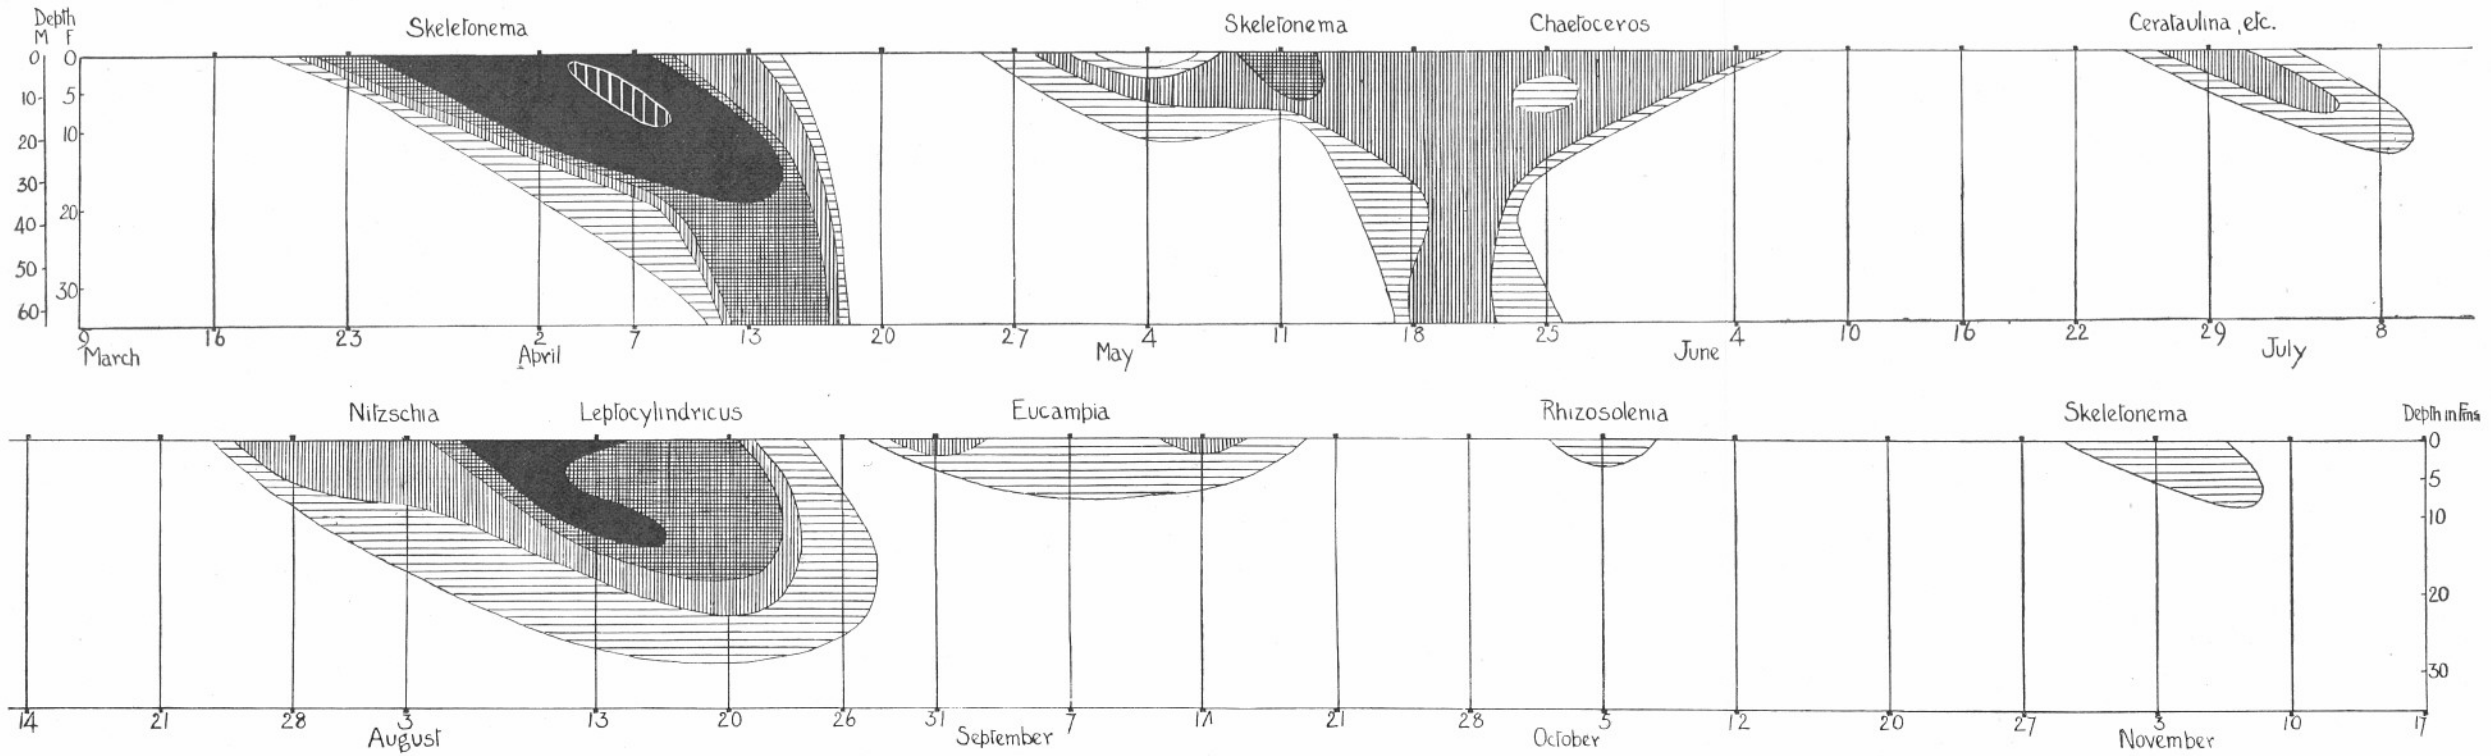 Depth
M F
Skeletonema Skeletonema Chaetoceros Cerataulina, etc.
0 0
10 5
20 10
30
40 20
50
60 30
9 16 23 2 7 13 20 27 4 11 18 25 4 10 16 22 29 8
March April May June July
Nitzschia Leptocylindricus Eucampia Rhizosolenia Skeletonema Depth in Fms
0
5
10
20
30
14 21 28 3 13 20 26 31 7 21 28 5 12 20 27 3 10 17
August September October November